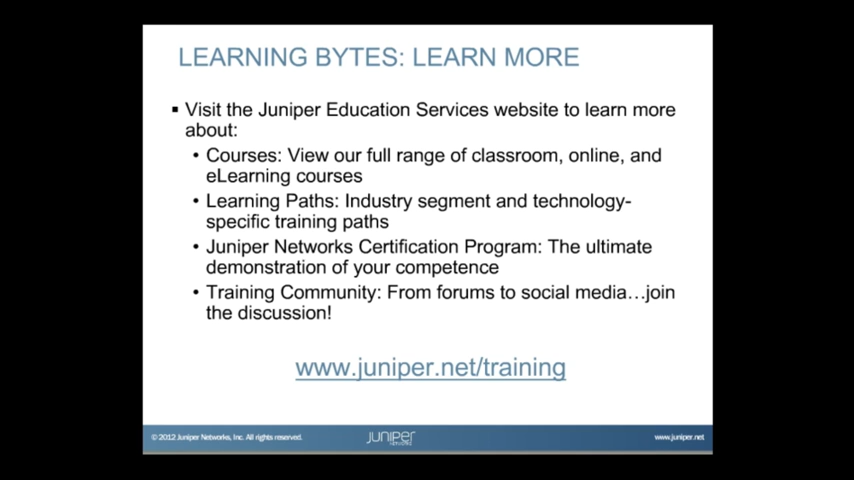 LEARNING BYTES: LEARN MORE
▪ Visit the Juniper Education Services website to learn more
about:
• Courses: View our full range of classroom, online, and
eLearning courses
• Learning Paths: Industry segment and technology-
specific training paths
• Juniper Networks Certification Program: The ultimate
demonstration of your competence
• Training Community: From forums to social media…join
the discussion!
www.juniper.net/training
© 2012 Juniper Networks, Inc. All rights reserved.
JUNIPER
NETWORKS
www.juniper.net